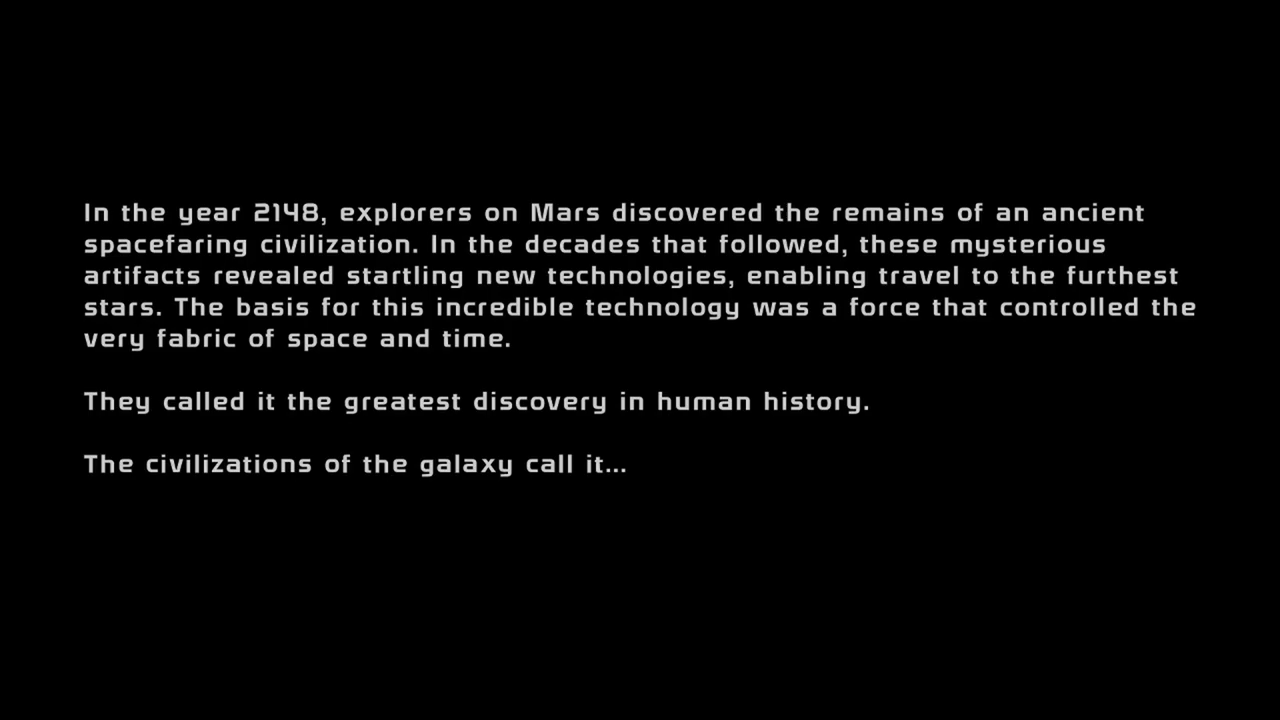 In the year 2148, explorers on Mars discovered the remains of an ancient
spacefaring civilization. In the decades that followed, these mysterious
artifacts revealed startling new technologies, enabling travel to the furthest
stars. The basis for this incredible technology was a force that controlled the
very fabric of space and time.
They called it the greatest discovery in human history.
The civilizations of the galaxy call it...